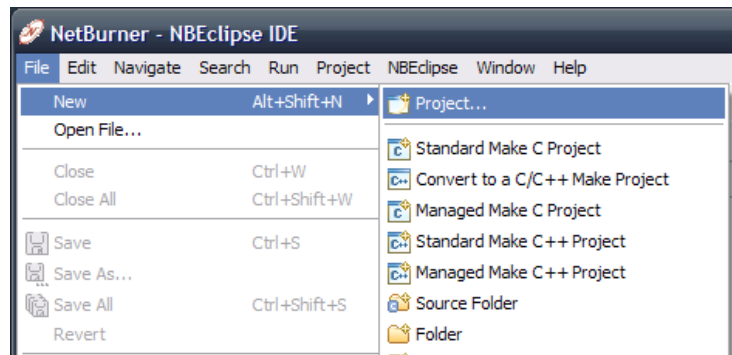 NetBurner - NBEclipse IDE
File Edit Navigate Search Run Project NBEclipse Window Help
New Alt+Shift+N
Open File...
Close Ctrl+W
Close All Ctrl+Shift+W
Save Ctrl+S
Save As...
Save All Ctrl+Shift+S
Revert
Project...
Standard Make C Project
Convert to a C/C++ Make Project
Managed Make C Project
Standard Make C++ Project
Managed Make C++ Project
Source Folder
Folder